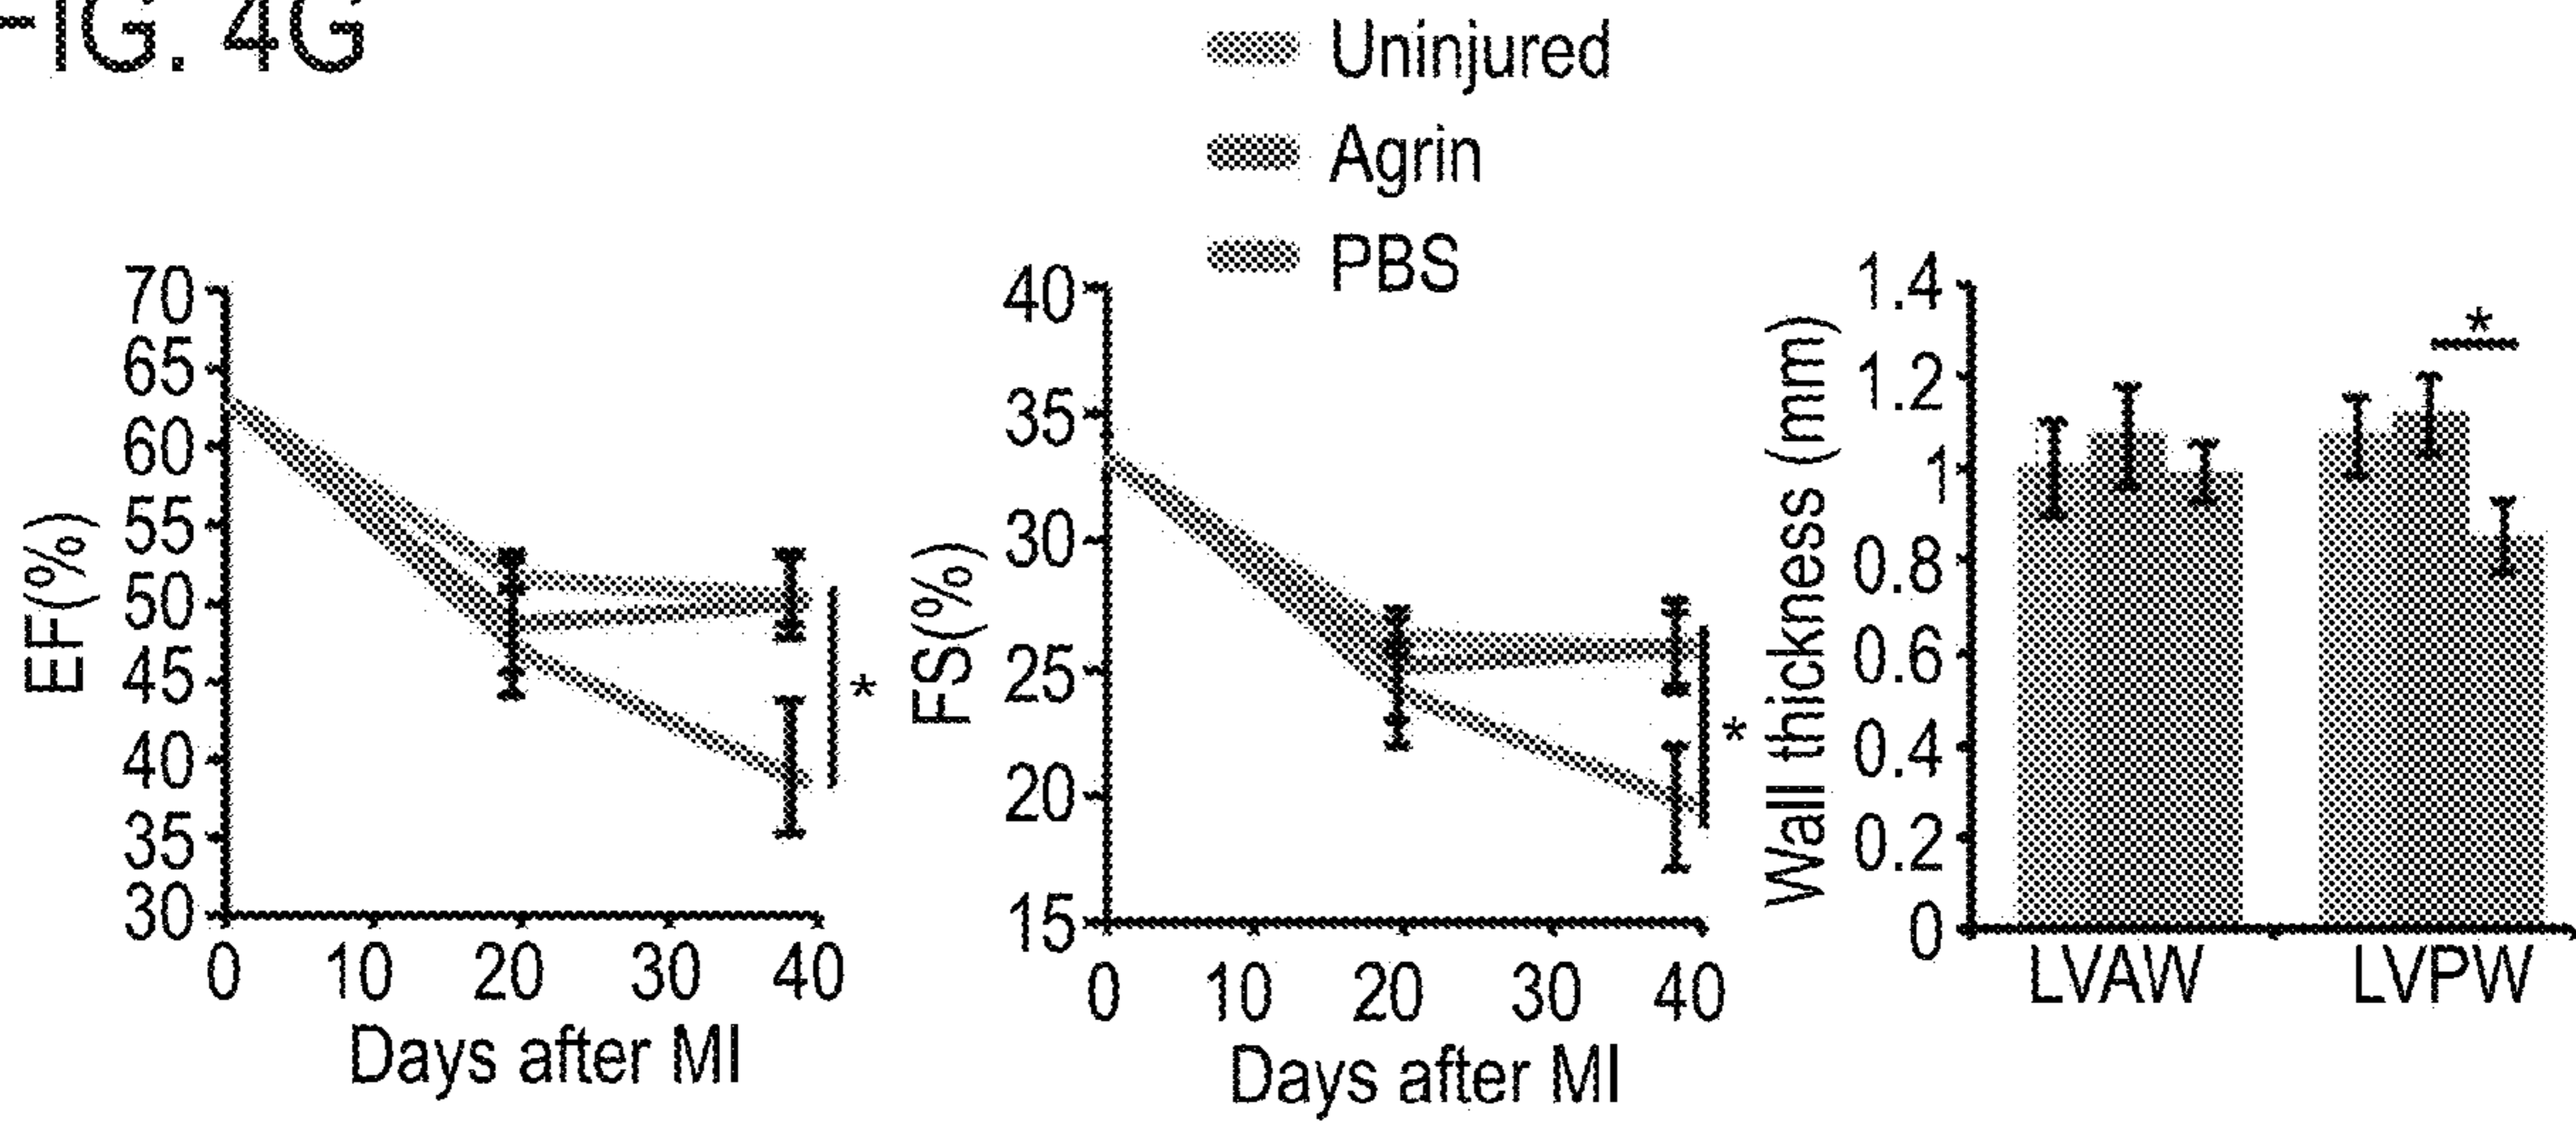 FIG. 4G
Uninjured
Agrin
PBS
EF(%)
70
65
60
55
50
45
40
35
30
0 10 20 30 40
Days after MI
*
FS(%)
40
35
30
25
20
15
0 10 20 30 40
Days after MI
*
Wall thickness (mm)
1.4
1.2
1
0.8
0.6
0.4
0.2
0
*
LVAW LVPW